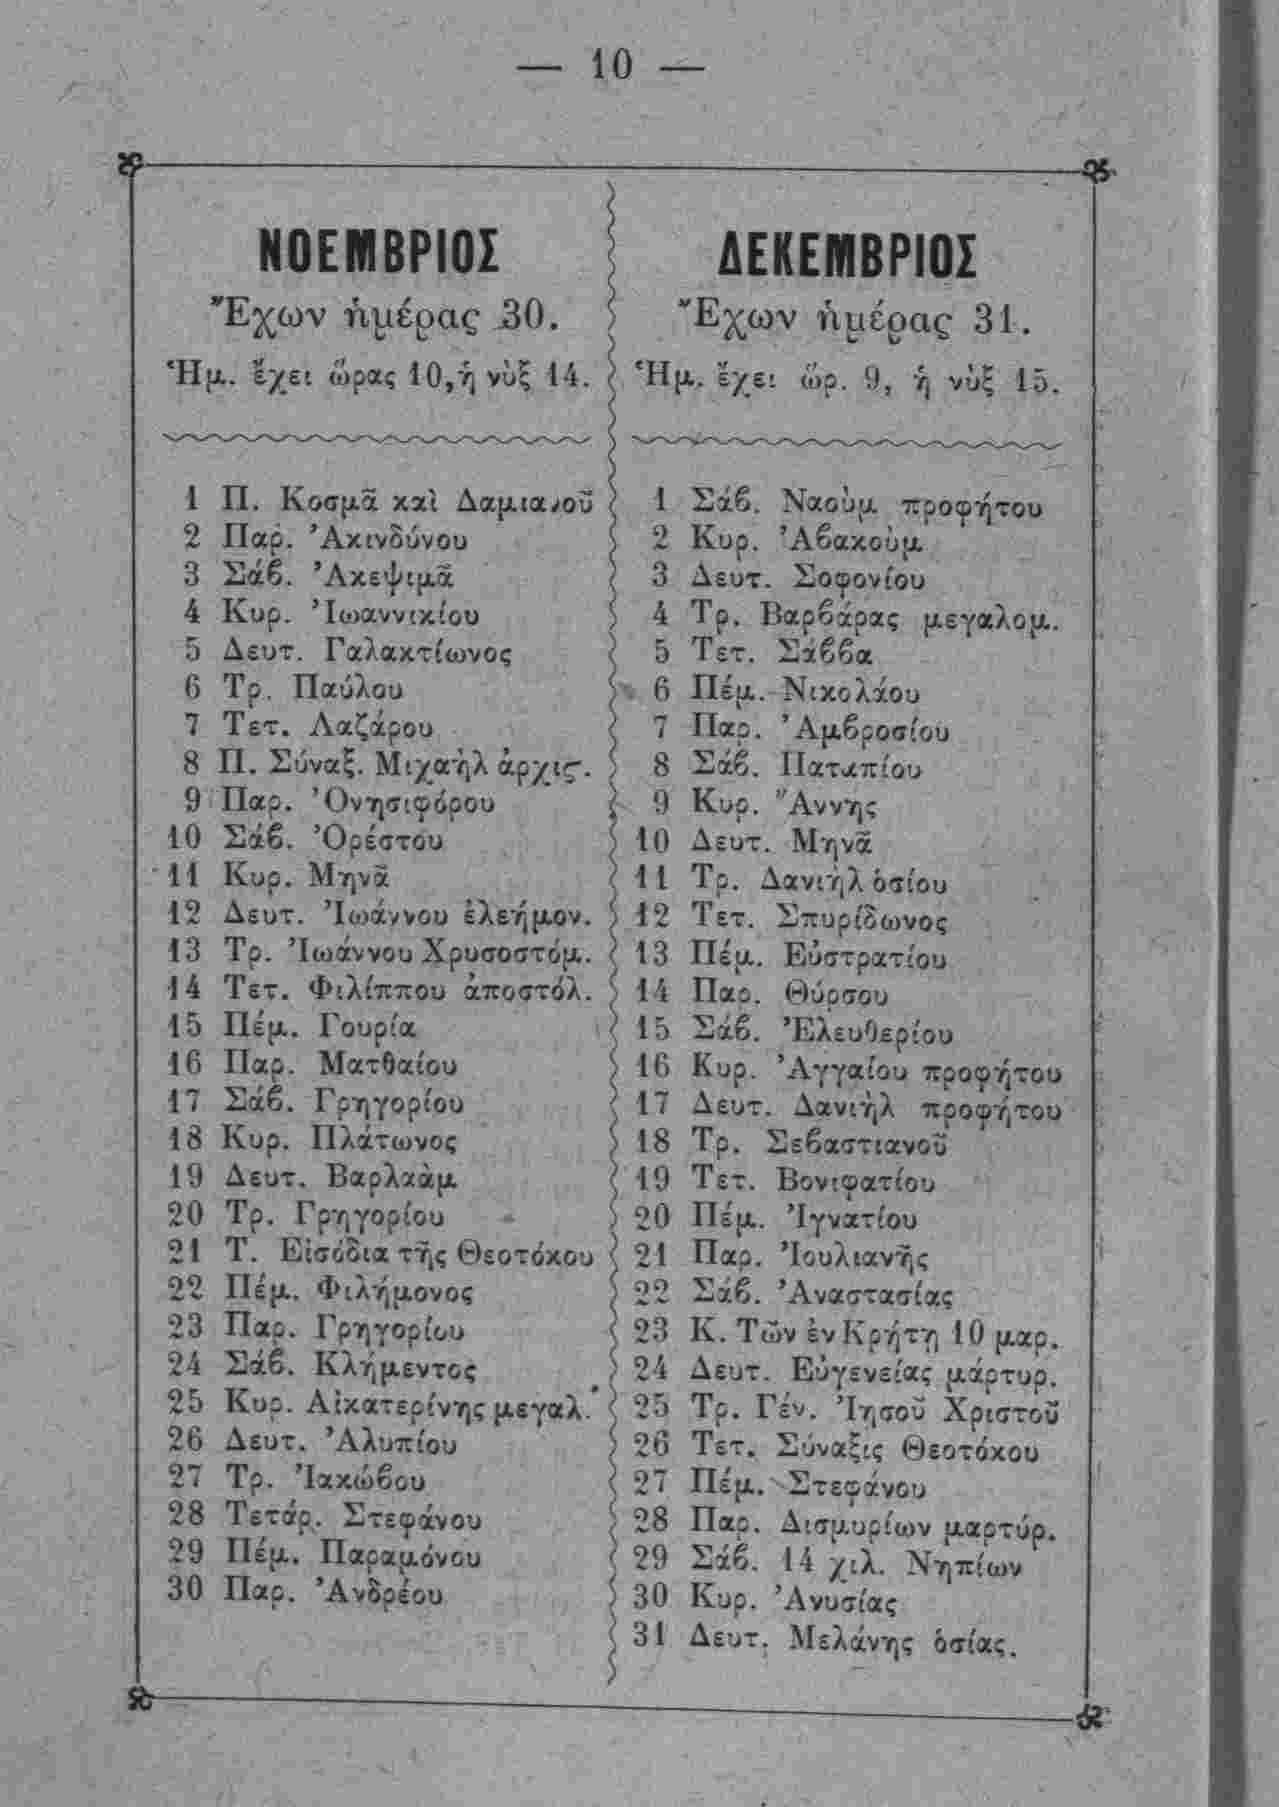 — 10 —
ΝΟΕΜΒΡΙΟΣ
Ἔχων ἡμέρας 30.
Ἡμ. ἔχει ὥρας 10, ἡ νὺξ 14.
1 Π. Κοσμᾶ καὶ Δαμιανοῦ
2 Παρ. Ἀκινδύνου
3 Σάβ. Ἀκεψιμᾶ
4 Κυρ. Ἰωαννικίου
5 Δευτ. Γαλακτίωνος
6 Τρ. Παύλου
7 Τετ. Λαζάρου
8 Π. Σύναξ. Μιχαὴλ ἀρχις.
9 Παρ. Ὀνησιφόρου
10 Σάβ. Ὀρέστου
11 Κυρ. Μηνᾶ
12 Δευτ. Ἰωάννου ἐλεήμον.
13 Τρ. Ἰωάννου Χρυσοστόμ.
14 Τετ. Φιλίππου ἀποστόλ.
15 Πέμ. Γουρία
16 Παρ. Ματθαίου
17 Σάβ. Γρηγορίου
18 Κυρ. Πλάτωνος
19 Δευτ. Βαρλαὰμ
20 Τρ. Γρηγορίου
21 Τ. Εἰσόδια τῆς Θεοτόκου
22 Πέμ. Φιλήμονος
23 Παρ. Γρηγορίου
24 Σάβ. Κλήμεντος
25 Κυρ. Αἰκατερίνης μεγαλ.
26 Δευτ. Ἀλυπίου
27 Τρ. Ἰακώβου
28 Τετάρ. Στεφάνου
29 Πέμ. Παραμόνου
30 Παρ. Ἀνδρέου
ΔΕΚΕΜΒΡΙΟΣ
Ἔχων ἡμέρας 31.
Ἡμ. ἔχει ὥρ. 9, ἡ νὺξ 15.
1 Σάβ. Ναοὺμ προφήτου
2 Κυρ. Ἀβακοὺμ
3 Δευτ. Σοφονίου
4 Τρ. Βαρβάρας μεγαλομ.
5 Τετ. Σάββα
6 Πέμ. Νικολάου
7 Παρ. Ἀμβροσίου
8 Σάβ. Παταπίου
9 Κυρ. Ἄννης
10 Δευτ. Μηνᾶ
11 Τρ. Δανιὴλ ὁσίου
12 Τετ. Σπυρίδωνος
13 Πέμ. Εὐστρατίου
14 Παρ. Θύρσου
15 Σάβ. Ἐλευθερίου
16 Κυρ. Ἀγγαίου προφήτου
17 Δευτ. Δανιὴλ προφήτου
18 Τρ. Σεβαστιανοῦ
19 Τετ. Βονιφατίου
20 Πέμ. Ἰγνατίου
21 Παρ. Ἰουλιανῆς
22 Σάβ. Ἀναστασίας
23 Κ. Τῶν ἐν Κρήτῃ 10 μαρ.
24 Δευτ. Εὐγενείας μάρτυρ.
25 Τρ. Γέν. Ἰησοῦ Χριστοῦ
26 Τετ. Σύναξις Θεοτόκου
27 Πέμ. Στεφάνου
28 Παρ. Δισμυρίων μαρτύρ.
29 Σάβ. 14 χιλ. Νηπίων
30 Κυρ. Ἀνυσίας
31 Δευτ. Μελάνης ὁσίας.